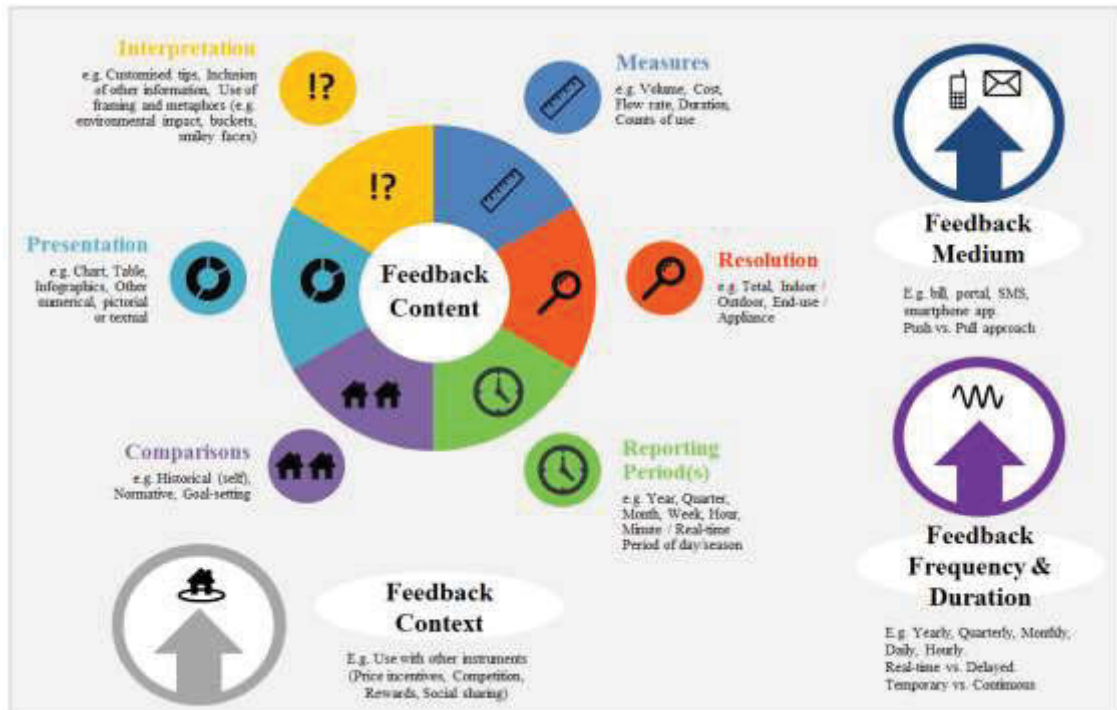 Interpretation
e.g. Customised tips, Inclusion
of other information, Use of
framing and metaphors (e.g.
environmental impact, buckets,
smiley faces)
!?
Measures
e.g. Volume, Cost,
Flow rate, Duration,
Counts of use
!?
Presentation
e.g. Chart, Table,
Infographics, Other
numerical, pictorial
or textual
Feedback
Content
Resolution
e.g. Total, Indoor /
Outdoor, End-use /
Appliance
Comparisons
e.g. Historical (self),
Normative, Goal-setting
Reporting
Period(s)
e.g. Year, Quarter,
Month, Week, Hour,
Minute / Real-time
Period of day/season
Feedback
Context
E.g. Use with other instruments
(Price incentives, Competition,
Rewards, Social sharing)
Feedback
Medium
E.g. bill, portal, SMS,
smartphone app
Push vs. Pull approach
Feedback
Frequency &
Duration
E.g. Yearly, Quarterly, Monthly,
Daily, Hourly
Real-time vs. Delayed
Temporary vs. Continuous